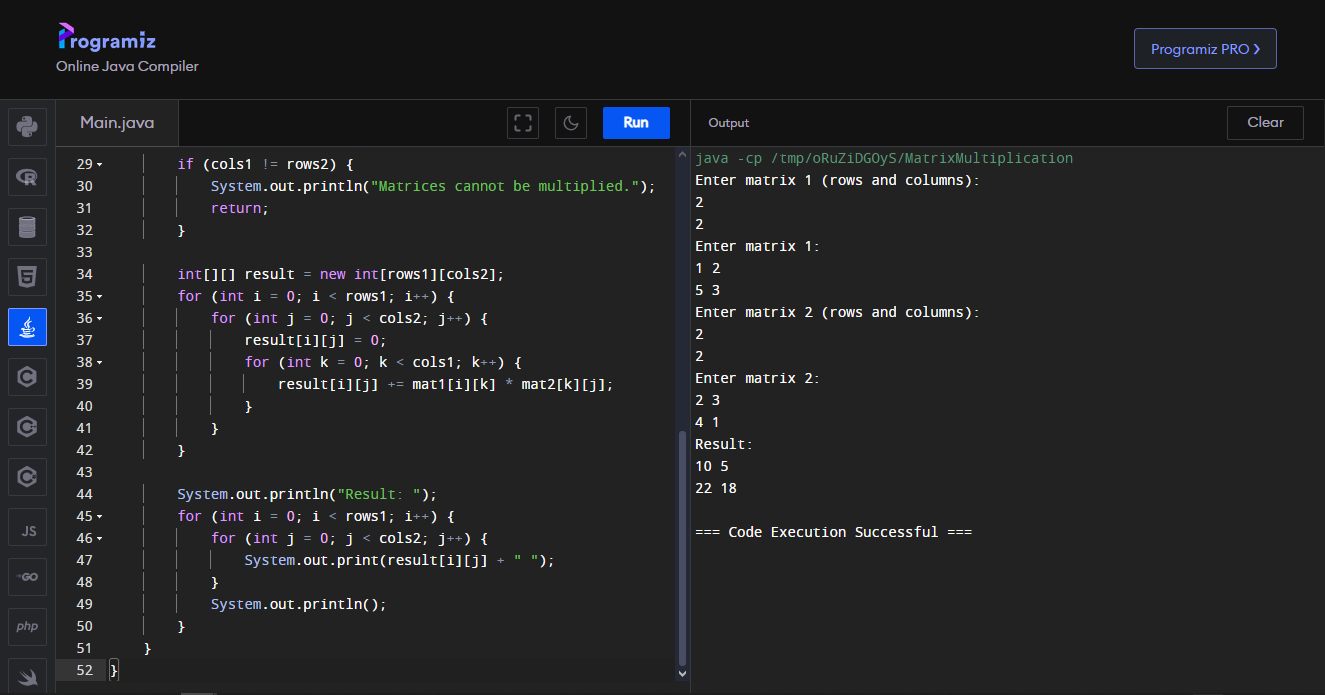 Programiz
Online Java Compiler
Programiz PRO ❯
Main.java
Run
Output
Clear
29 if (cols1 != rows2) {
30 System.out.println("Matrices cannot be multiplied.");
31 return;
32 }
33
34 int[][] result = new int[rows1][cols2];
35 for (int i = 0; i < rows1; i++) {
36 for (int j = 0; j < cols2; j++) {
37 result[i][j] = 0;
38 for (int k = 0; k < cols1; k++) {
39 result[i][j] += mat1[i][k] * mat2[k][j];
40 }
41 }
42 }
43
44 System.out.println("Result: ");
45 for (int i = 0; i < rows1; i++) {
46 for (int j = 0; j < cols2; j++) {
47 System.out.print(result[i][j] + " ");
48 }
49 System.out.println();
50 }
51 }
52 }
java -cp /tmp/oRuZiDGOyS/MatrixMultiplication
Enter matrix 1 (rows and columns):
2
2
Enter matrix 1:
1 2
5 3
Enter matrix 2 (rows and columns):
2
2
Enter matrix 2:
2 3
4 1
Result:
10 5
22 18
=== Code Execution Successful ===
R
5
C
C
C
JS
GO
php